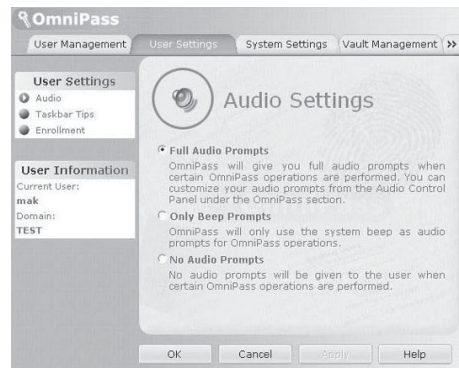 OmniPass
User Management User Settings System Settings Vault Management »
User Settings
Audio
Taskbar Tips
Enrollment
User Information
Current User:
mak
Domain:
TEST
Audio Settings
Full Audio Prompts
OmniPass will give you full audio prompts when
certain OmniPass operations are performed. You can
customize your audio prompts from the Audio Control
Panel under the OmniPass section.
Only Beep Prompts
OmniPass will only use the system beep as audio
prompts for OmniPass operations.
No Audio Prompts
No audio prompts will be given to the user when
certain OmniPass operations are performed.
OK Cancel Apply Help